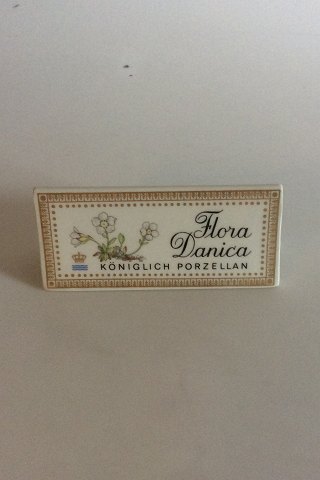 Flora
Danica
KÖNIGLICH PORZELLAN